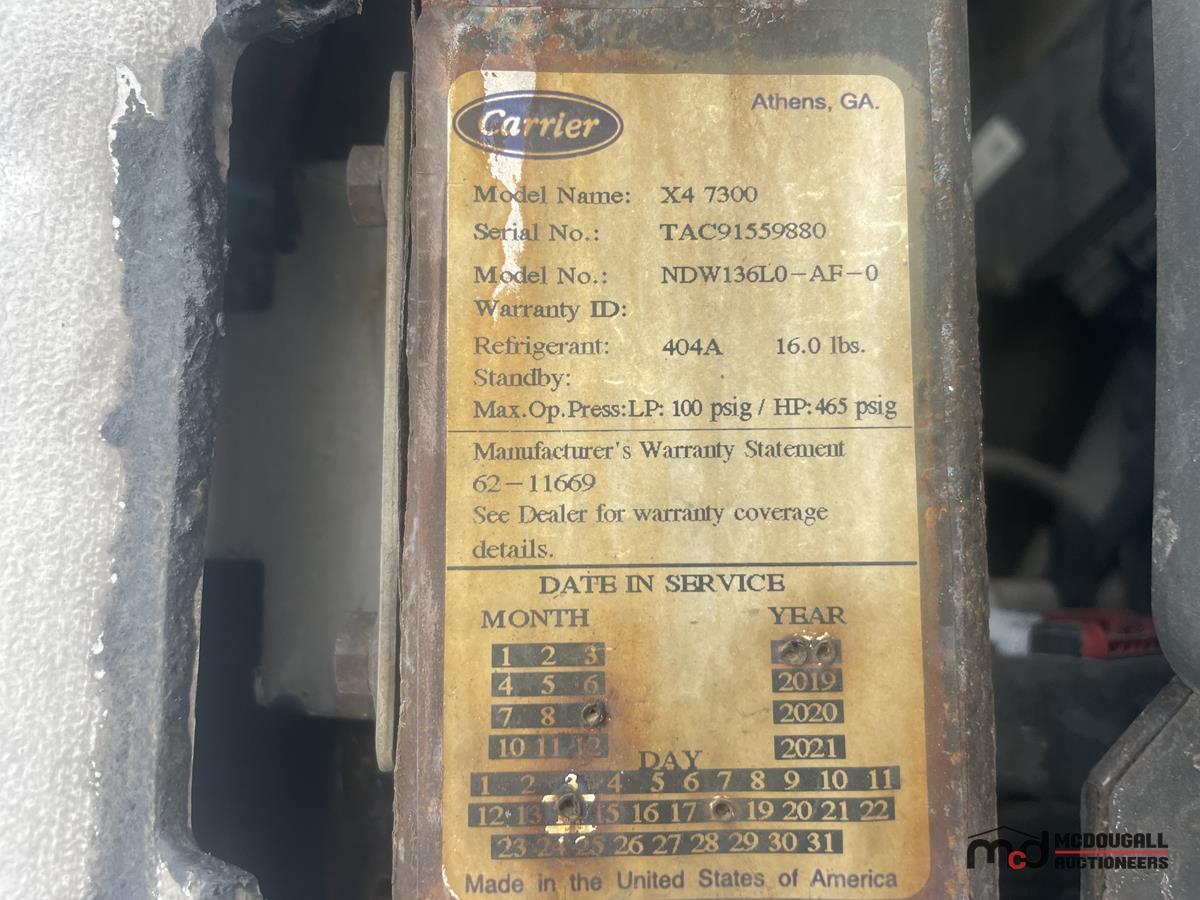 Carrier
Athens, GA.
Model Name: X4 7300
Serial No.: TAC91559880
Model No.: NDW136L0-AF-0
Warranty ID:
Refrigerant: 404A 16.0 lbs.
Standby:
Max.Op.Press:LP: 100 psig / HP:465 psig
Manufacturer's Warranty Statement
62-11669
See Dealer for warranty coverage
details.
DATE IN SERVICE
MONTH YEAR
1 2 3
4 5 6 2019
7 8 2020
10 11 12 2021
DAY
1 2 3 4 5 6 7 8 9 10 11
12 13 15 16 17 19 20 21 22
23 24 25 26 27 28 29 30 31
Made in the United States of America
mcd MCDOUGALL
AUCTIONEERS